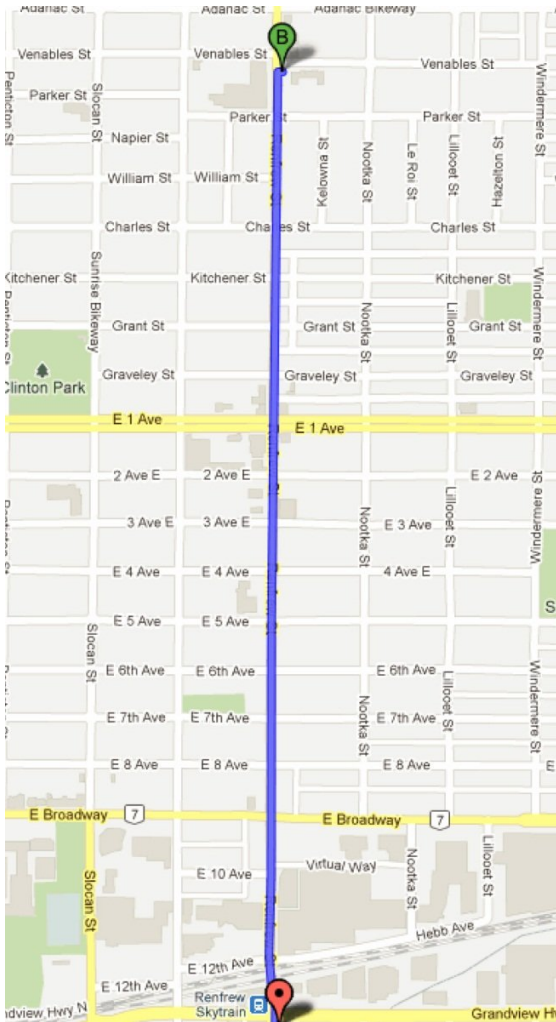 Adanac St
Adanac Bikeway
B
Venables St
Venables St
Venables St
Penticton St
Slocan St
Windermere St
Parker St
Parker St
Parker St
Napier St
Kelowna St
Nootka St
Le Roi St
Lillooet St
Hazelton St
William St
William St
Charles St
Charles St
Charles St
Sunrise Bikeway
Kitchener St
Kitchener St
Kitchener St
Windermere St
Grant St
Grant St
Grant St
Nootka St
Lillooet St
Clinton Park
Graveley St
Graveley St
Graveley St
E 1 Ave
E 1 Ave
2 Ave E
2 Ave E
E 2 Ave
Windermere St
3 Ave E
3 Ave E
E 3 Ave
Nootka St
Lillooet St
E 4 Ave
E 4 Ave
4 Ave E
S
E 5 Ave
E 5 Ave
Slocan St
E 6th Ave
E 6th Ave
E 6th Ave
Windermere St
Lillooet St
Nootka St
E 7th Ave
E 7th Ave
E 7th Ave
E 8 Ave
E 8 Ave
E 8 Ave
E
E Broadway
7
E Broadway
7
Slocan St
E 10 Ave
Virtual Way
Nootka St
Lillooet St
Hebb Ave
E 12th Ave
E 12th Ave
Renfrew
Skytrain
ndview Hwy N
Grandview H